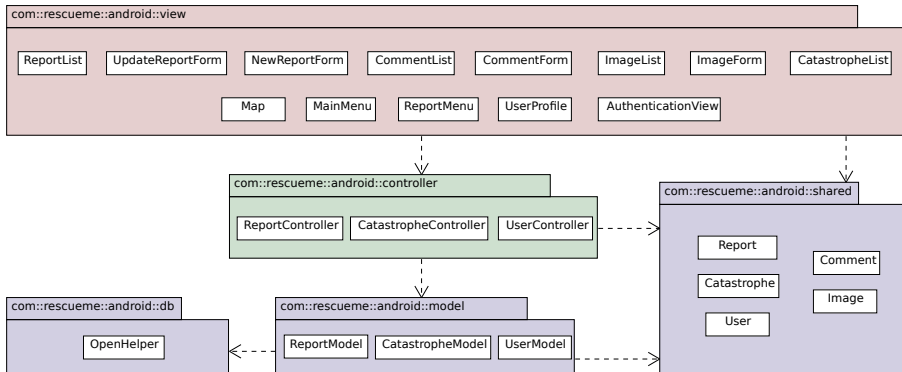 com::rescueme::android::view
ReportList UpdateReportForm NewReportForm CommentList CommentForm ImageList ImageForm CatastropheList
Map MainMenu ReportMenu UserProfile AuthenticationView
com::rescueme::android::controller
ReportController CatastropheController UserController
com::rescueme::android::shared
Report
Comment
Catastrophe
Image
User
com::rescueme::android::db
OpenHelper
com::rescueme::android::model
ReportModel CatastropheModel UserModel